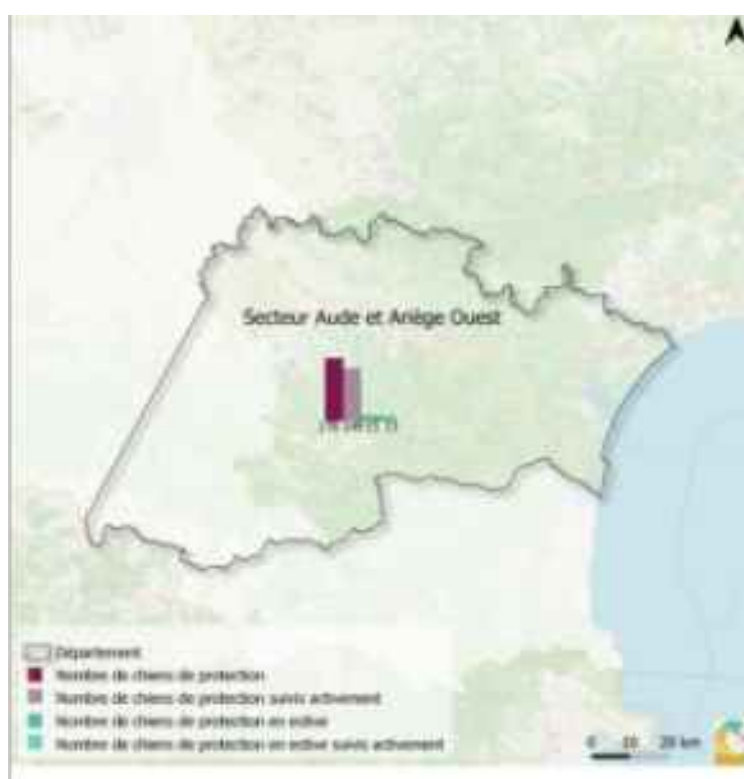 Secteur Aude et Ariège Ouest
Département
Nombre de chiens de protection
Nombre de chiens de protection suivis activement
Nombre de chiens de protection en estive
Nombre de chiens de protection en estive suivis activement
0 10 20 km